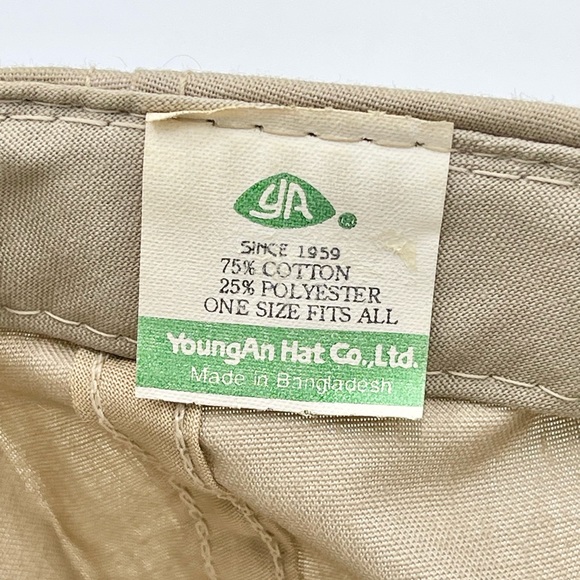 YA ®
SINCE 1959
75% COTTON
25% POLYESTER
ONE SIZE FITS ALL
YoungAn Hat Co.,Ltd.
Made in Bangladesh